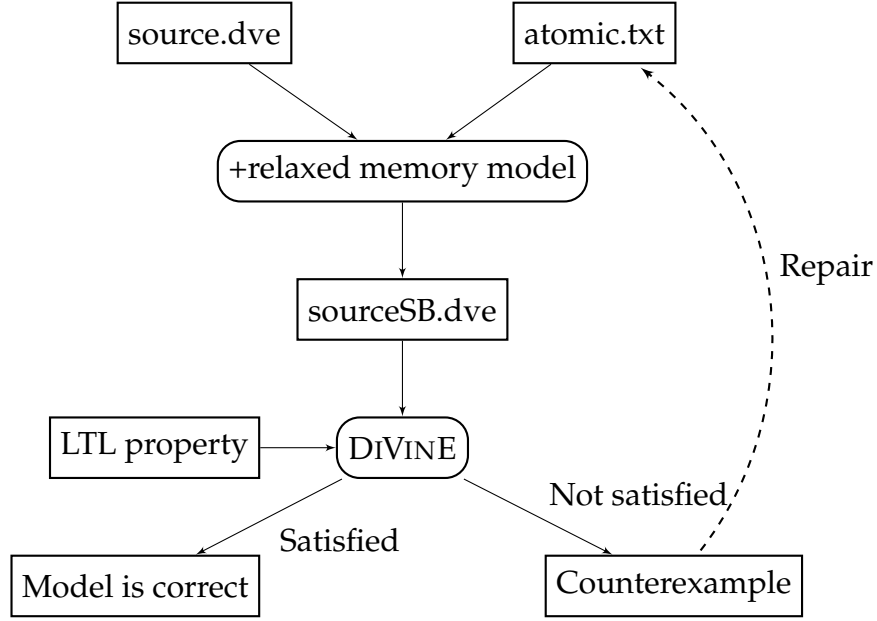 source.dve
atomic.txt
+relaxed memory model
Repair
sourceSB.dve
LTL property
DIVINE
Not satisfied
Satisfied
Model is correct
Counterexample